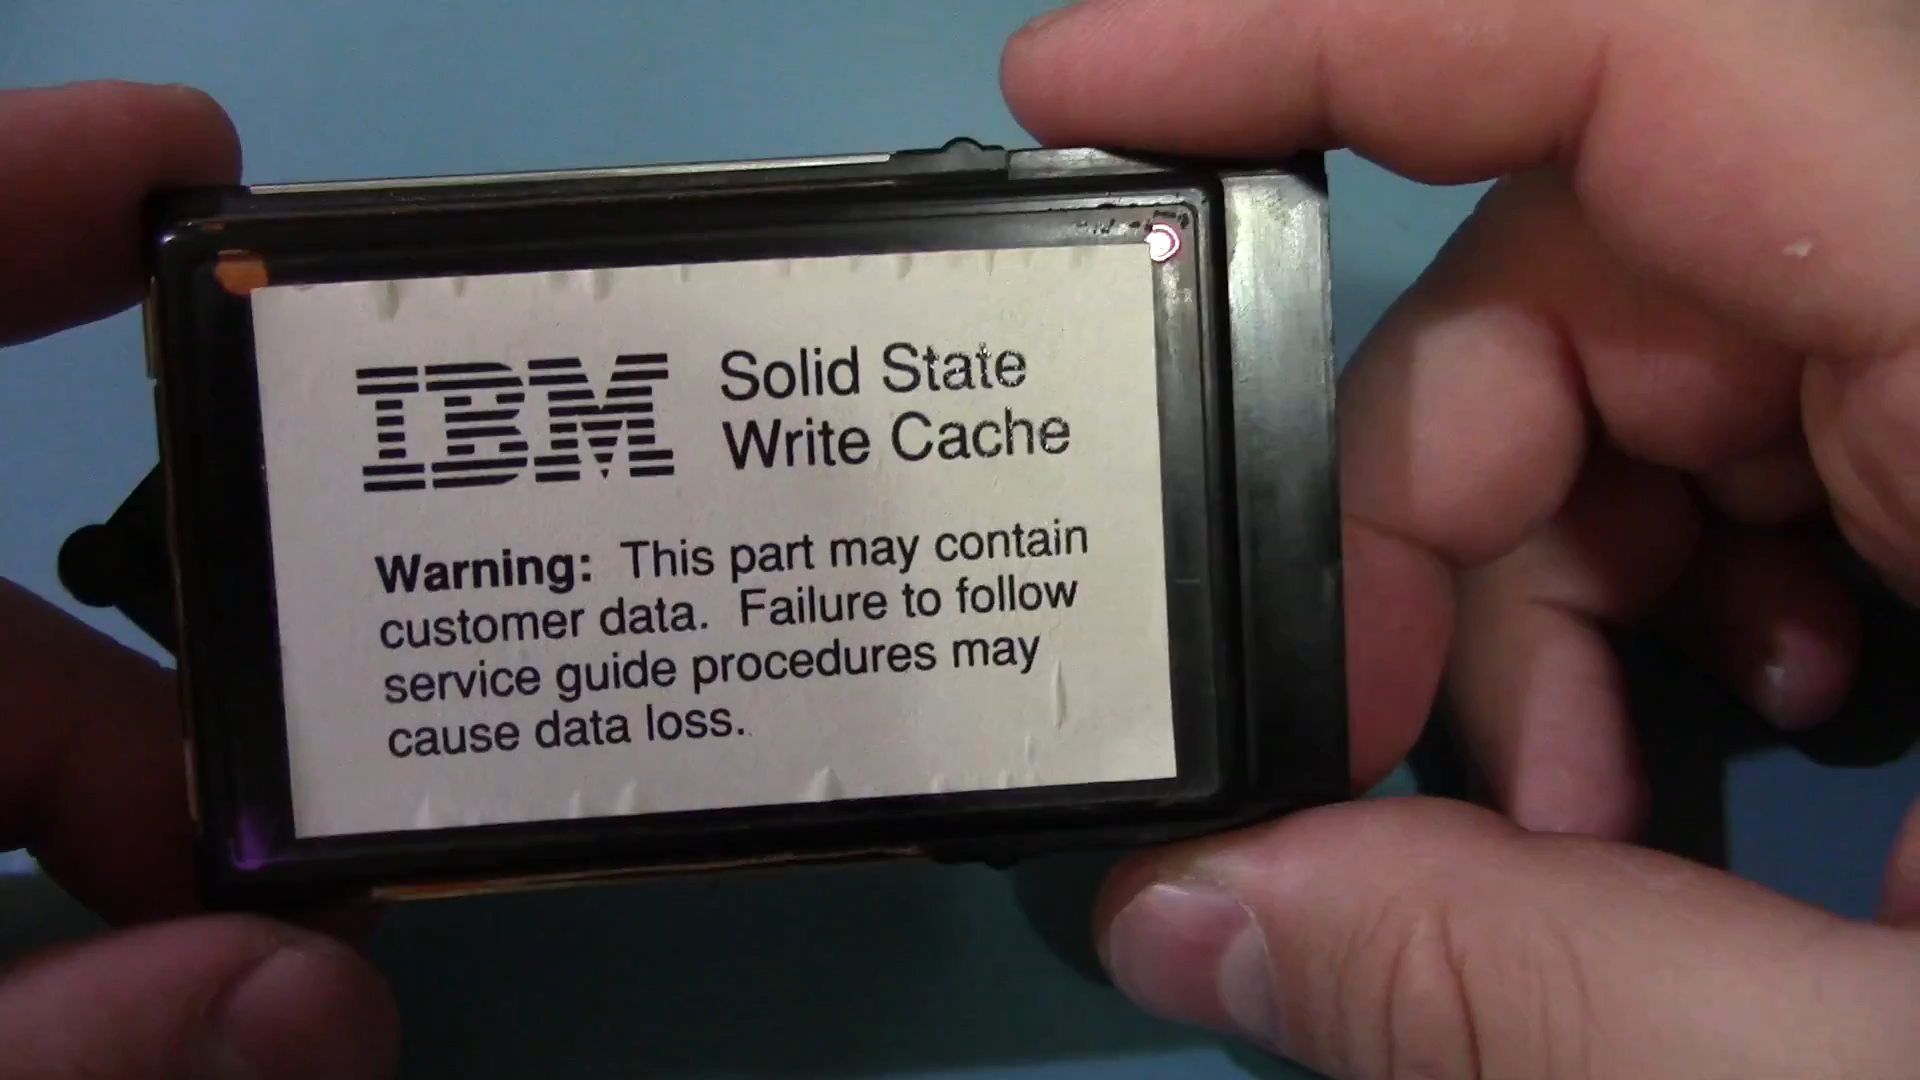 IBM Solid State
Write Cache
Warning: This part may contain
customer data. Failure to follow
service guide procedures may
cause data loss.